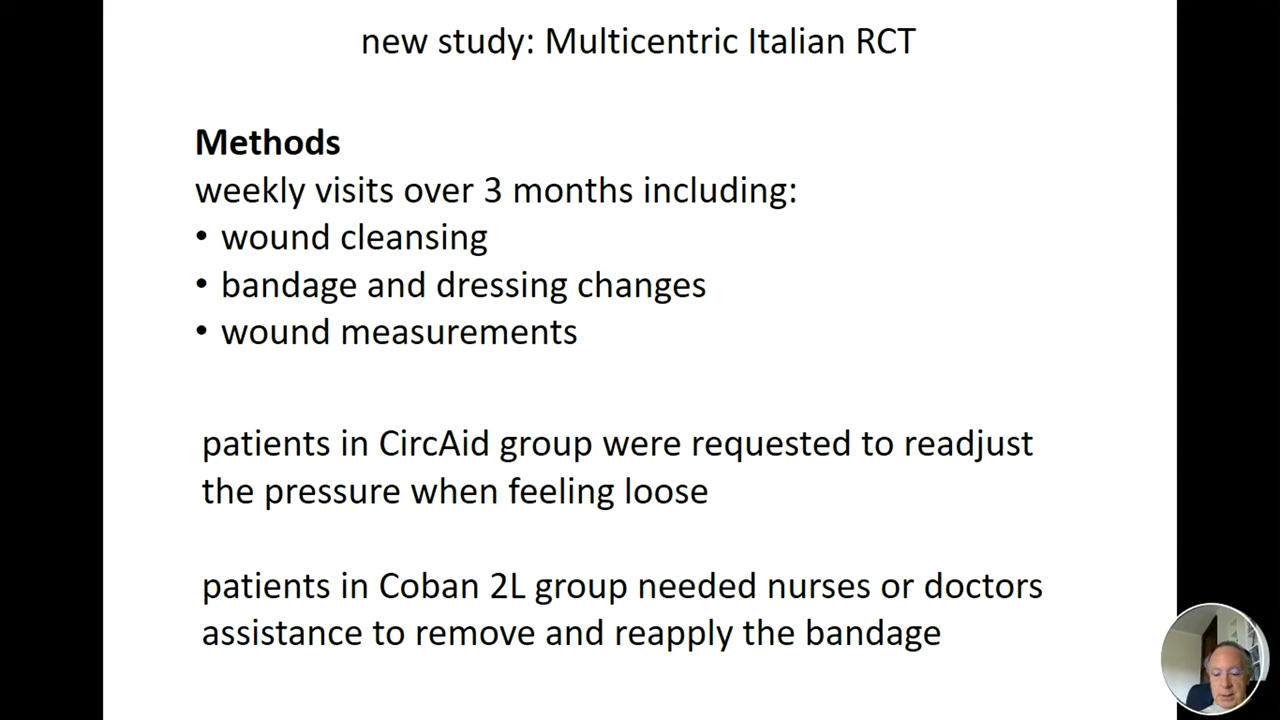 new study: Multicentric Italian RCT
Methods
weekly visits over 3 months including:
• wound cleansing
• bandage and dressing changes
• wound measurements
patients in CircAid group were requested to readjust
the pressure when feeling loose
patients in Coban 2L group needed nurses or doctors
assistance to remove and reapply the bandage